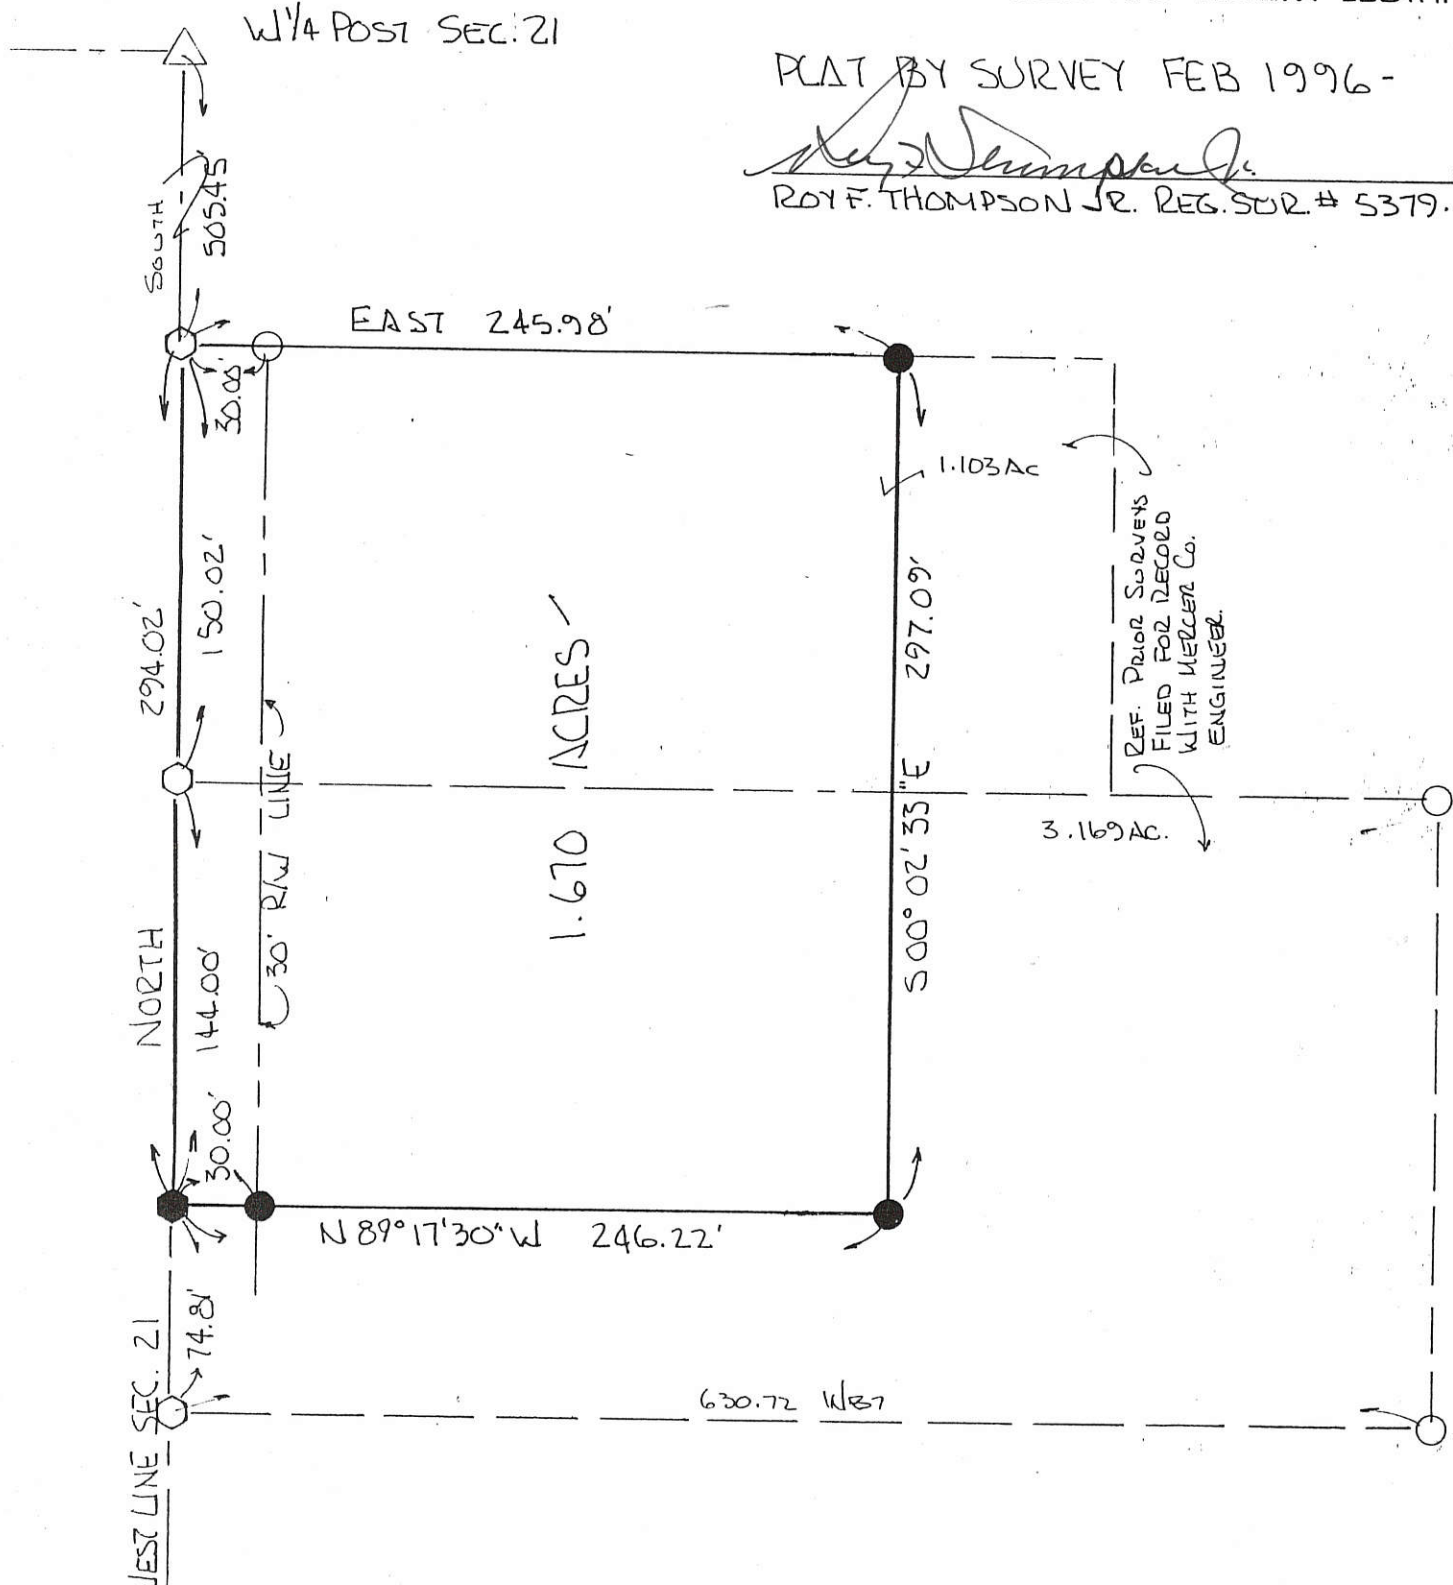 W 1/4 POST SEC. 21
PLAT BY SURVEY FEB 1996-
ROY F. THOMPSON JR. REG. SUR. # 5379.
SOUTH
505.45
EAST 245.98'
30.00'
1.103 AC
294.02'
150.02'
297.09'
REF. PRIOR SURVEYS
FILED FOR RECORD
WITH MERCER CO.
ENGINEER.
1.670 ACRES
30' R/W LINE
S 00° 02' 33" E
3.169 AC.
NORTH
144.00'
30.00'
N 89° 17' 30" W 246.22'
74.81'
630.72 WEST
WEST LINE SEC. 21